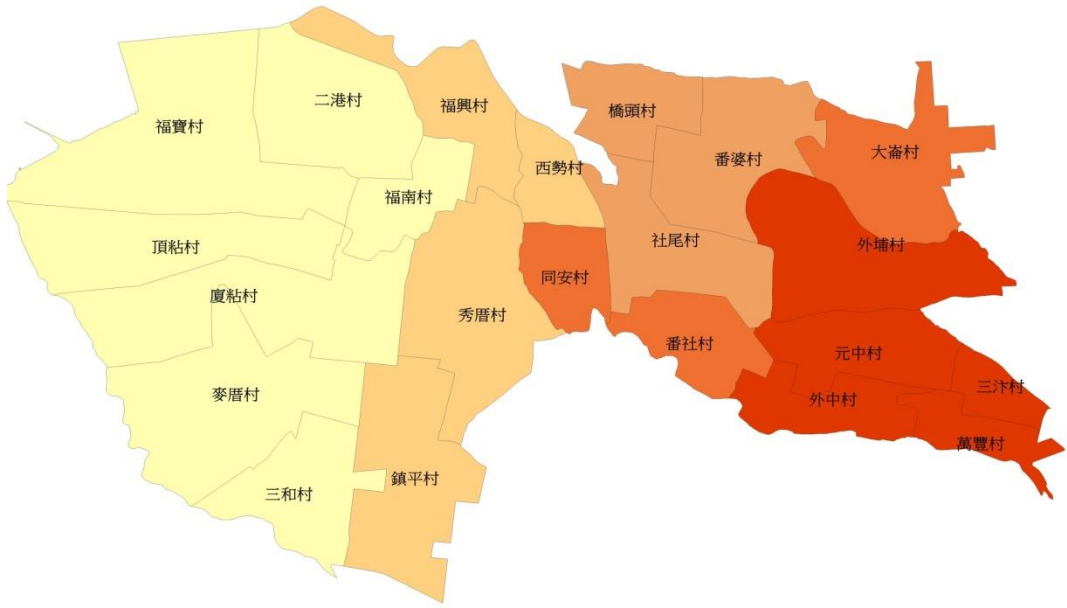 二港村
福興村
橋頭村
福寶村
番婆村
大崙村
西勢村
福南村
社尾村
頂粘村
外埔村
同安村
廈粘村
秀厝村
番社村
元中村
三汴村
麥厝村
外中村
萬豐村
鎮平村
三和村